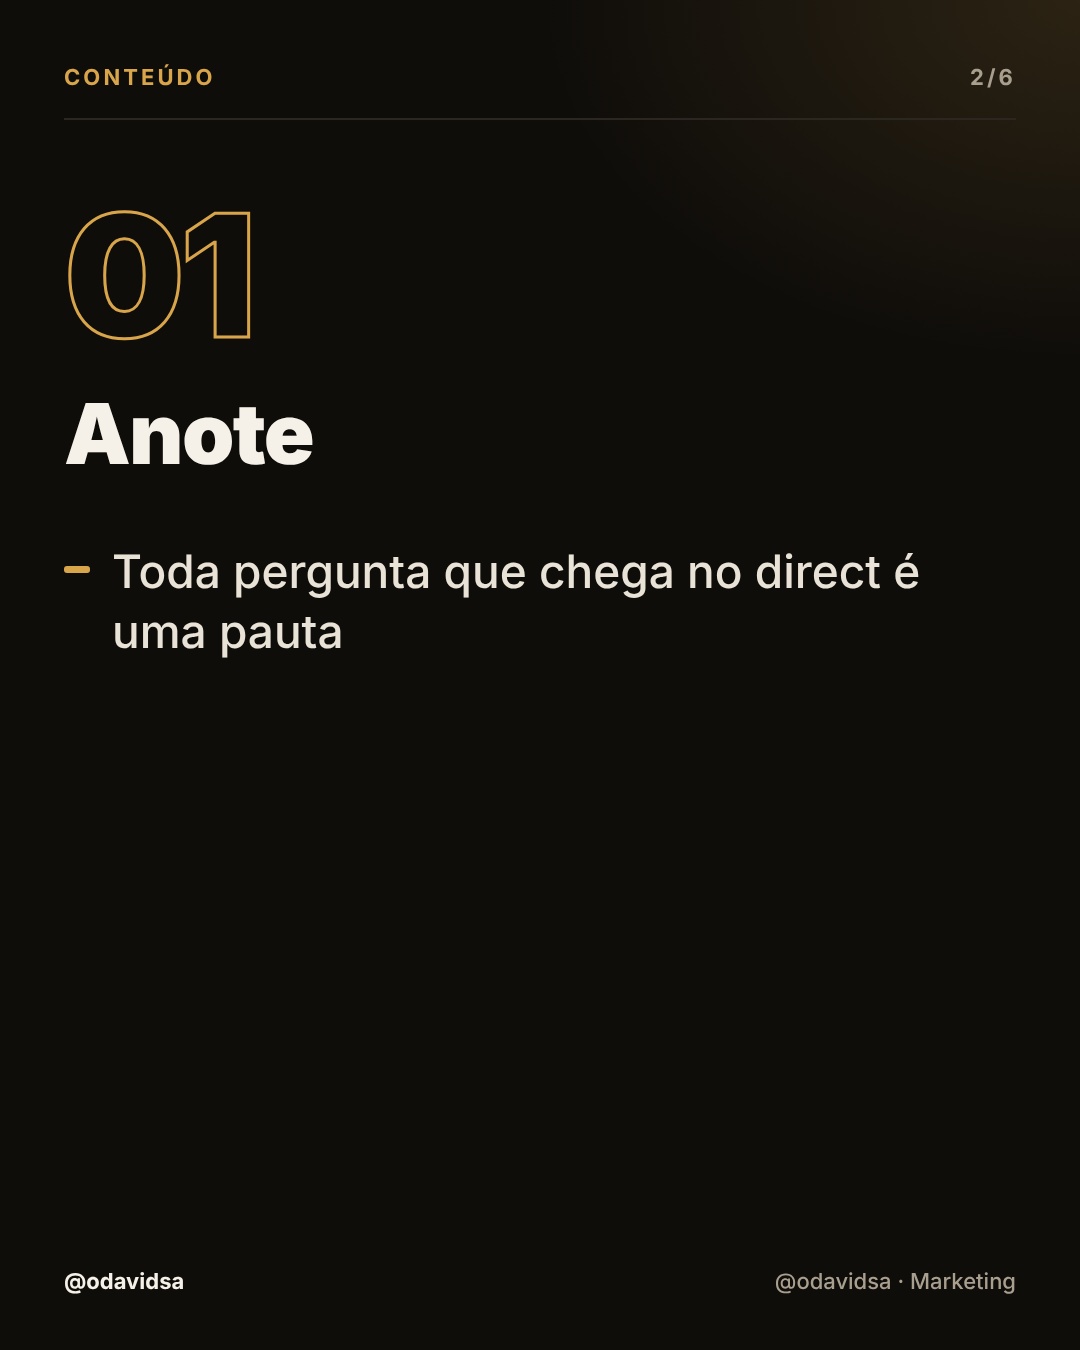 CONTEÚDO
2/6
01
Anote
Toda pergunta que chega no direct é
uma pauta
@odavidsa
@odavidsa · Marketing